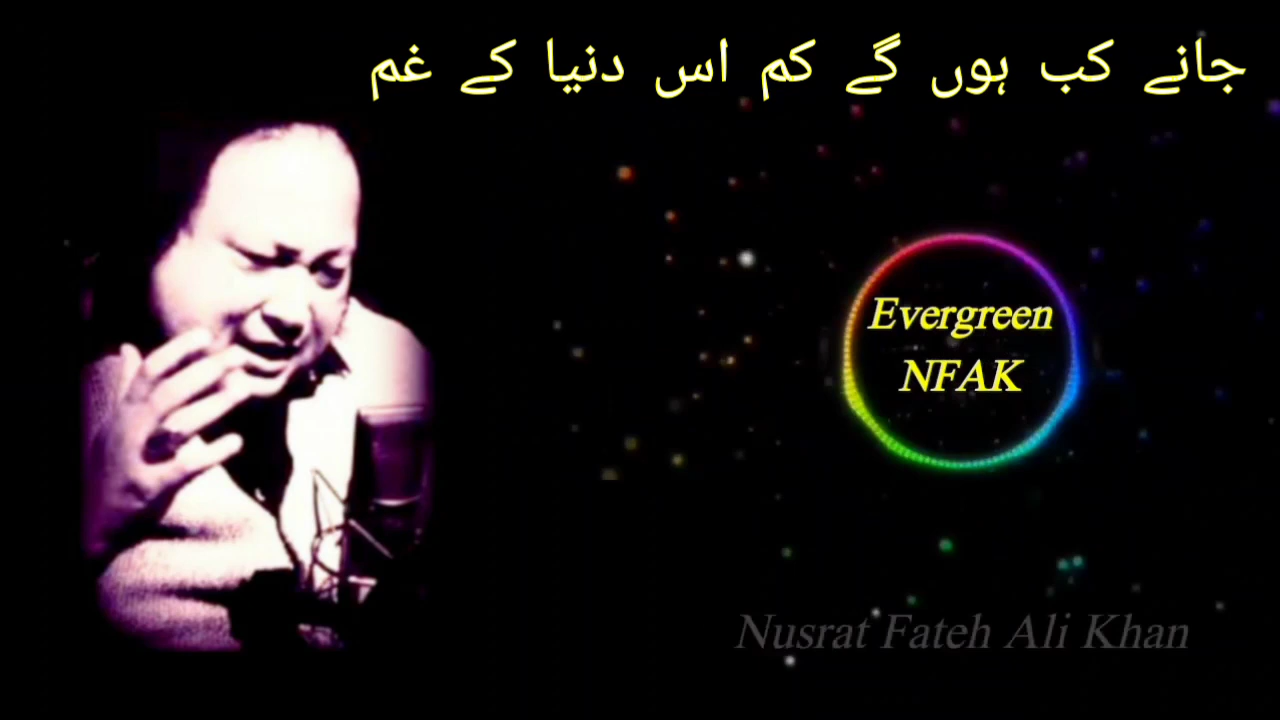 جانے کب ہوں گے کم اس دنیا کے غم
Evergreen
NFAK
Nusrat Fateh Ali Khan